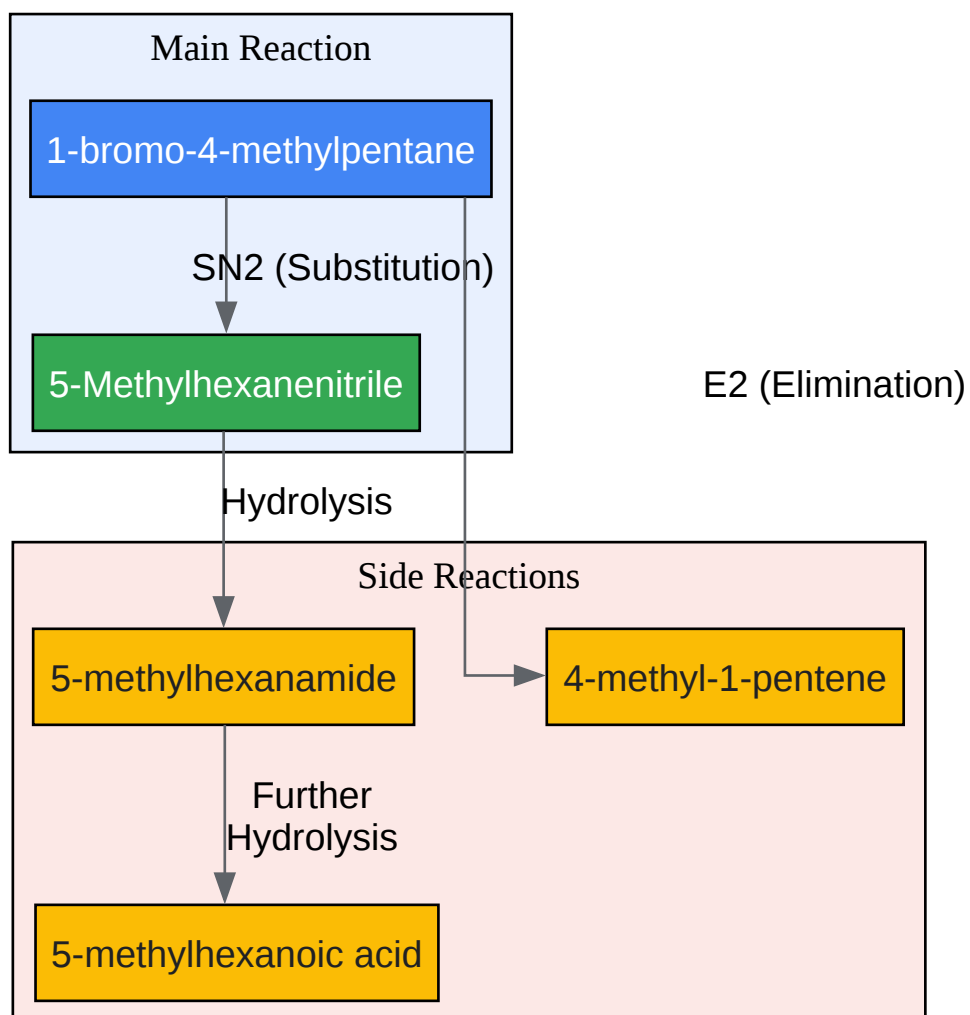 Main Reaction
1-bromo-4-methylpentane
SN2 (Substitution)
5-Methylhexanenitrile
E2 (Elimination)
Hydrolysis
Side Reactions
5-methylhexanamide
4-methyl-1-pentene
Further
Hydrolysis
5-methylhexanoic acid